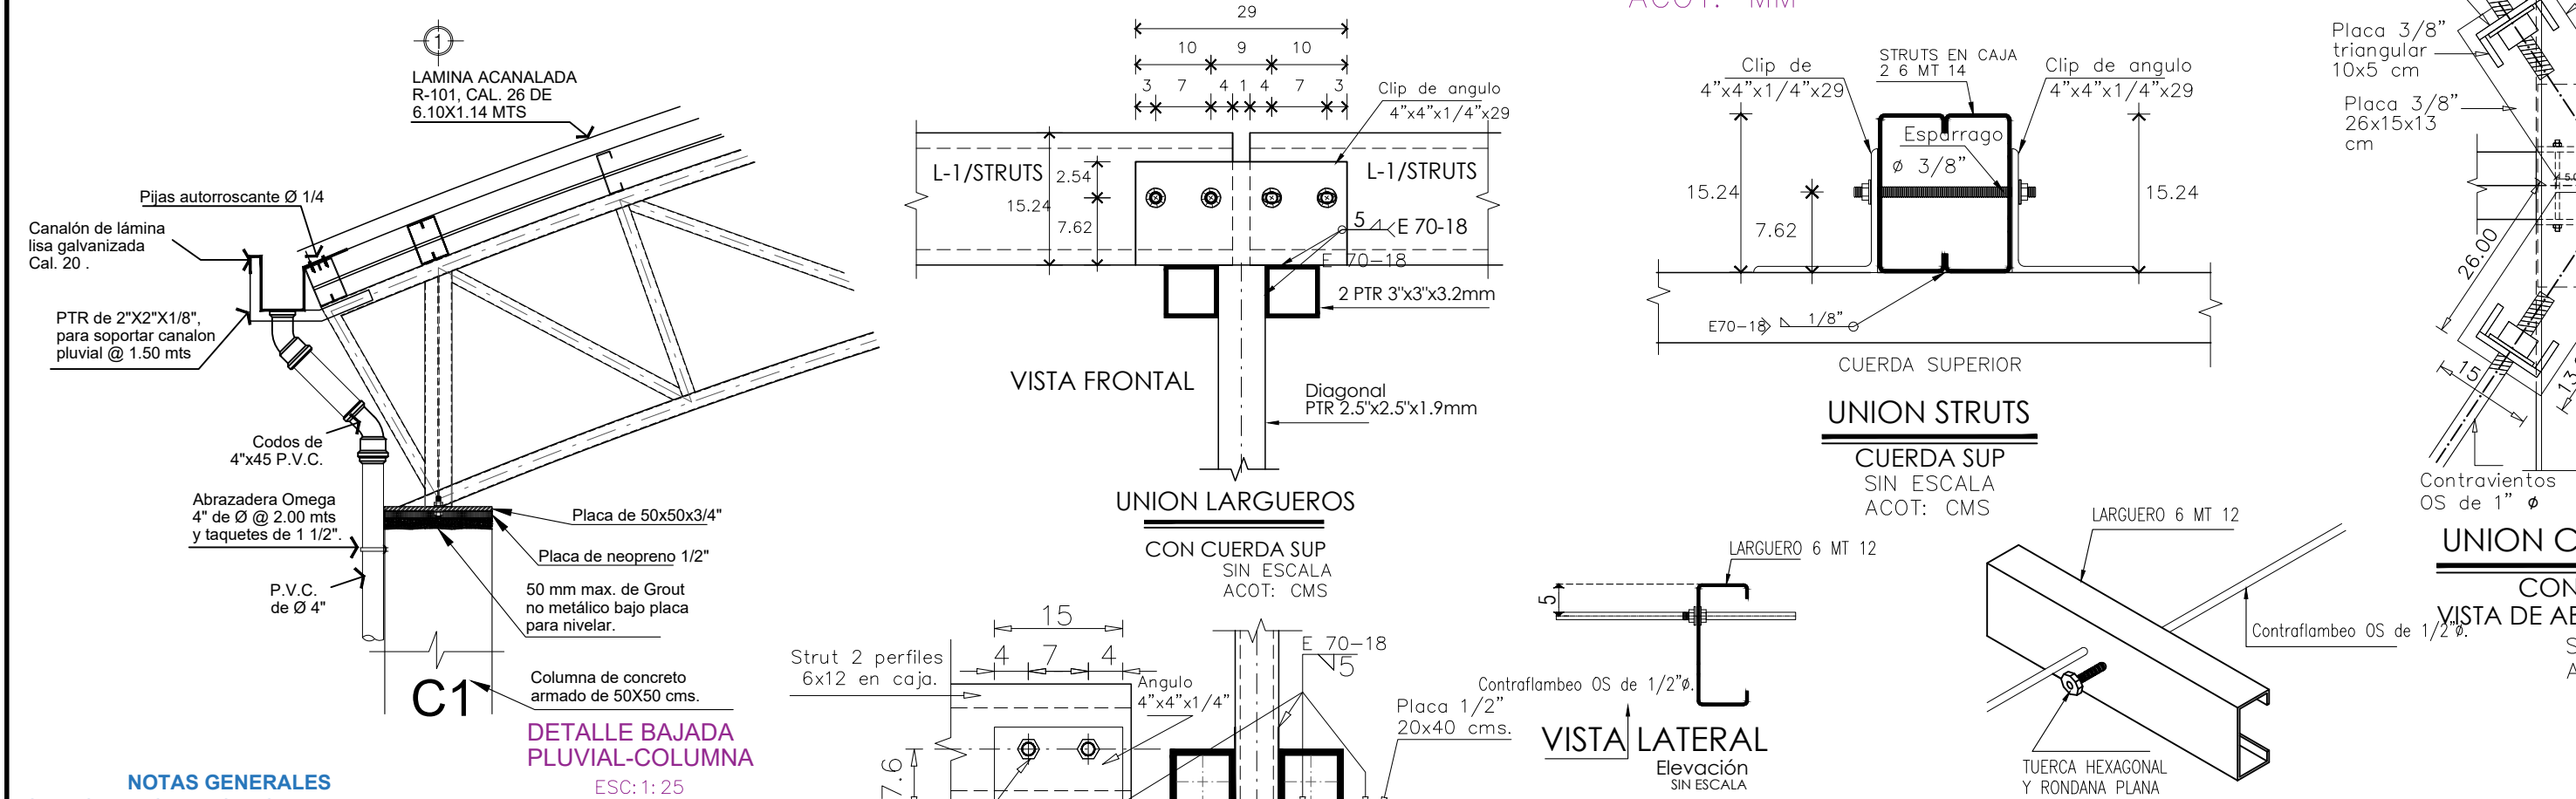 1
LAMINA ACANALADA
R-101, CAL. 26 DE
6.10X1.14 MTS
Pijas autorroscante Ø 1/4
Canalón de lámina
lisa galvanizada
Cal. 20 .
PTR de 2"X2"X1/8",
para soportar canalon
pluvial @ 1.50 mts
Codos de
4"x45 P.V.C.
Abrazadera Omega
4" de Ø @ 2.00 mts
y taquetes de 1 1/2".
P.V.C.
de Ø 4"
Placa de 50x50x3/4"
Placa de neopreno 1/2"
50 mm max. de Grout
no metálico bajo placa
para nivelar.
Columna de concreto
armado de 50X50 cms.
C1
DETALLE BAJADA
PLUVIAL-COLUMNA
ESC:1:25
NOTAS GENERALES
29
10 9 10
3 7 4 1 4 7 3
Clip de angulo
4"x4"x1/4"x29
L-1/STRUTS
2.54
15.24
7.62
L-1/STRUTS
5
E 70-18
E 70-18
2 PTR 3"x3"x3.2mm
VISTA FRONTAL
Diagonal
PTR 2.5"x2.5"x1.9mm
UNION LARGUEROS
CON CUERDA SUP
SIN ESCALA
ACOT: CMS
15
4 7 4
Strut 2 perfiles
6x12 en caja.
Angulo
4"x4"x1/4"
7.6
E 70-18
5
Placa 1/2"
20x40 cms.
ACOT: MM
STRUTS EN CAJA
2 6 MT 14
Clip de
4"x4"x1/4"x29
Clip de angulo
4"x4"x1/4"x29
Esparrago
ø 3/8"
15.24
7.62
15.24
E70-18
1/8"
CUERDA SUPERIOR
UNION STRUTS
CUERDA SUP
SIN ESCALA
ACOT: CMS
LARGUERO 6 MT 12
5
Contraflambeo OS de 1/2"ø.
VISTA LATERAL
Elevación
SIN ESCALA
LARGUERO 6 MT 12
Contraflambeo OS de 1/2"ø.
TUERCA HEXAGONAL
Y RONDANA PLANA
Placa 3/8"
triangular
10x5 cm
Placa 3/8"
26x15x13
cm
26.00
15
Contravientos
OS de 1" ø
UNION C
CON
VISTA DE AB